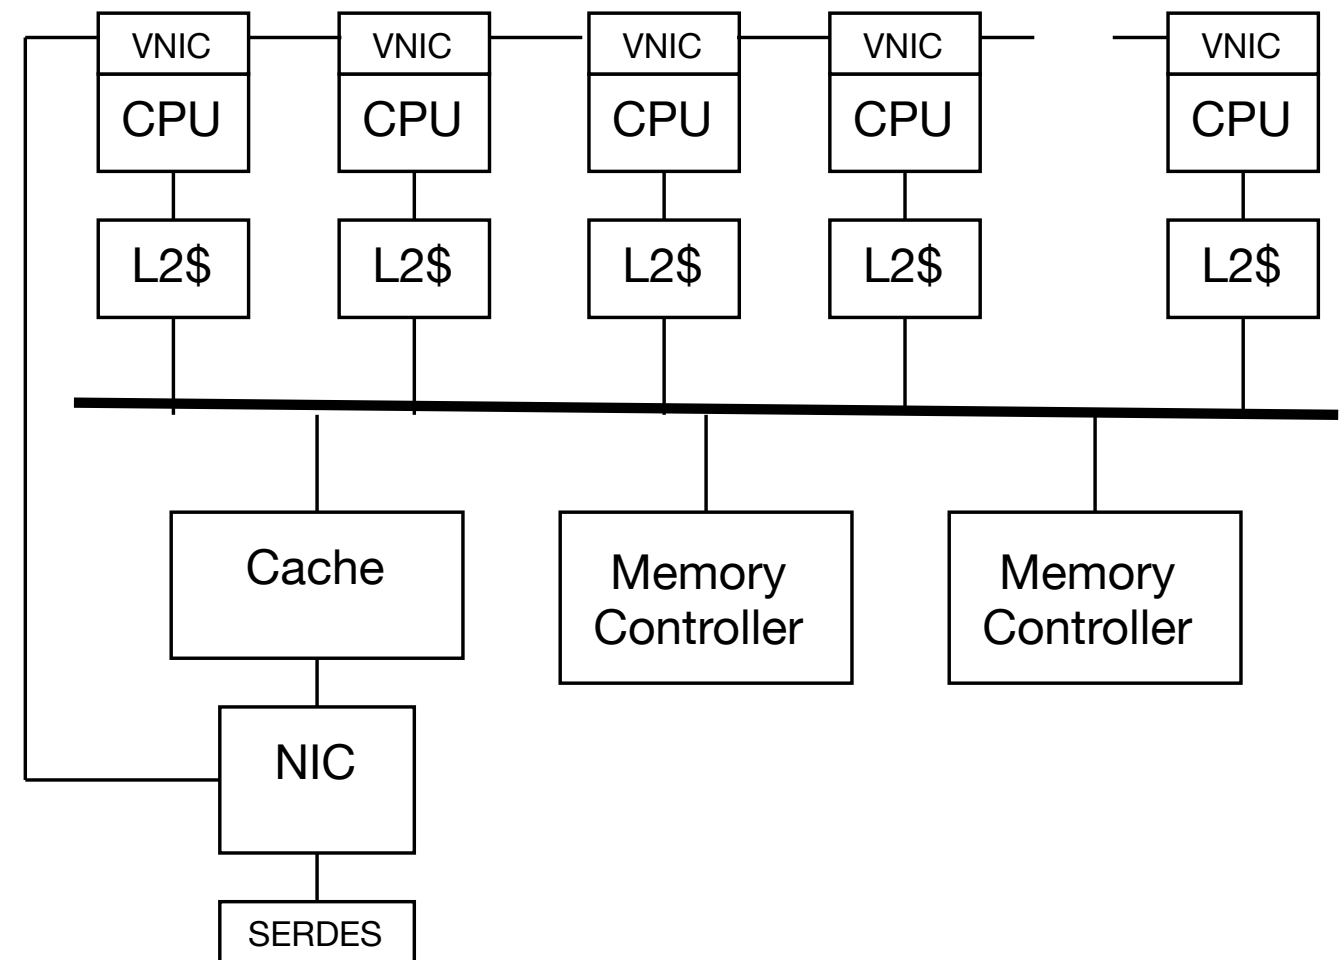 VNIC VNIC VNIC VNIC VNIC
CPU CPU CPU CPU CPU
L2$ L2$ L2$ L2$ L2$
Cache
Memory
Controller
Memory
Controller
NIC
SERDES